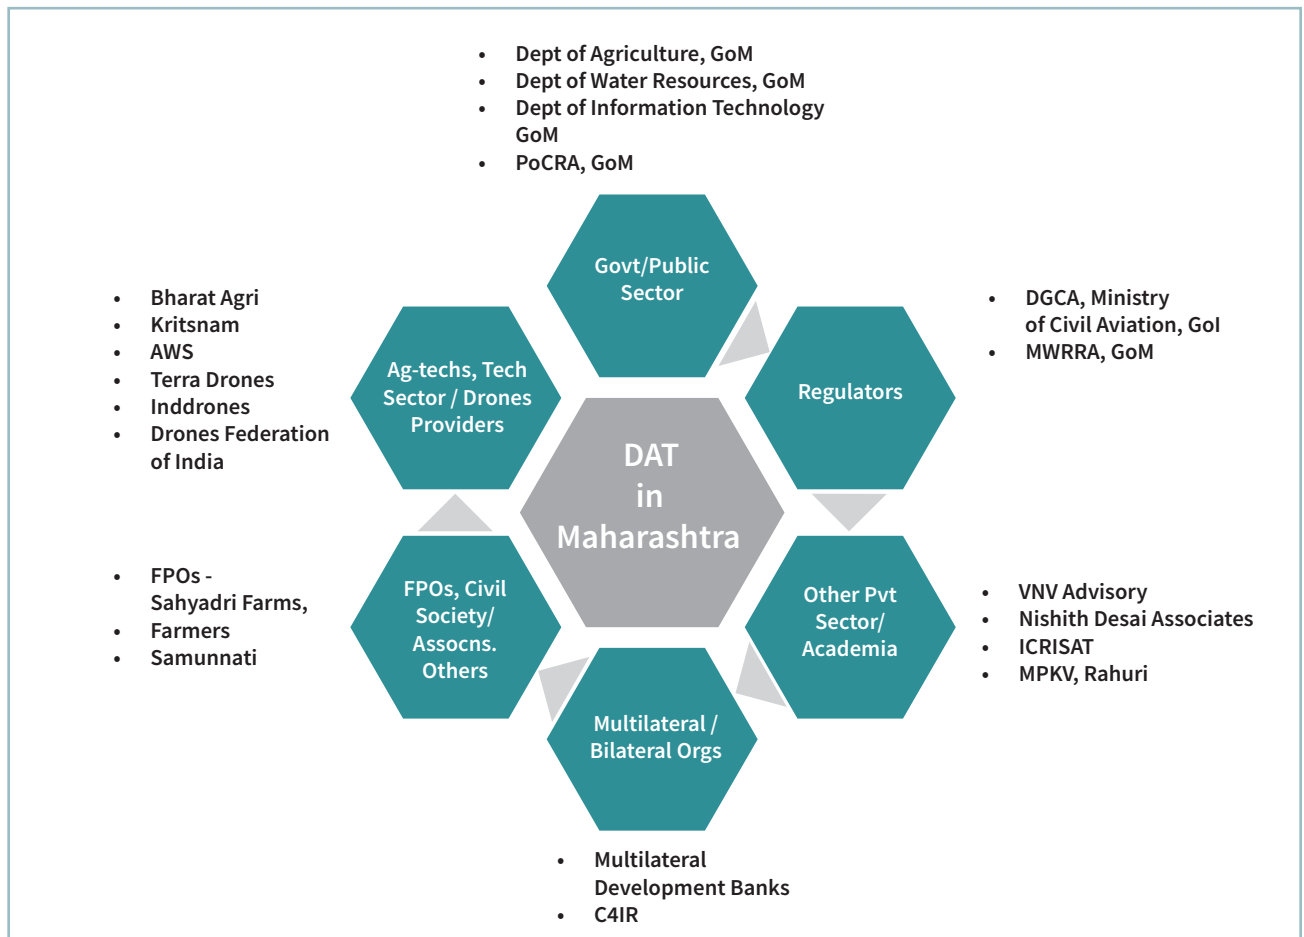 • Dept of Agriculture, GoM
• Dept of Water Resources, GoM
• Dept of Information Technology
GoM
• PoCRA, GoM
Govt/Public
Sector
• Bharat Agri
• Kritsnam
• AWS
• Terra Drones
• Inddrones
• Drones Federation
of India
Ag-techs, Tech
Sector / Drones
Providers
Regulators
• DGCA, Ministry
of Civil Aviation, GoI
• MWRRA, GoM
DAT
in
Maharashtra
• FPOs -
Sahyadri Farms,
• Farmers
• Samunnati
FPOs, Civil
Society/
Assocns.
Others
Other Pvt
Sector/
Academia
• VNV Advisory
• Nishith Desai Associates
• ICRISAT
• MPKV, Rahuri
Multilateral /
Bilateral Orgs
• Multilateral
Development Banks
• C4IR